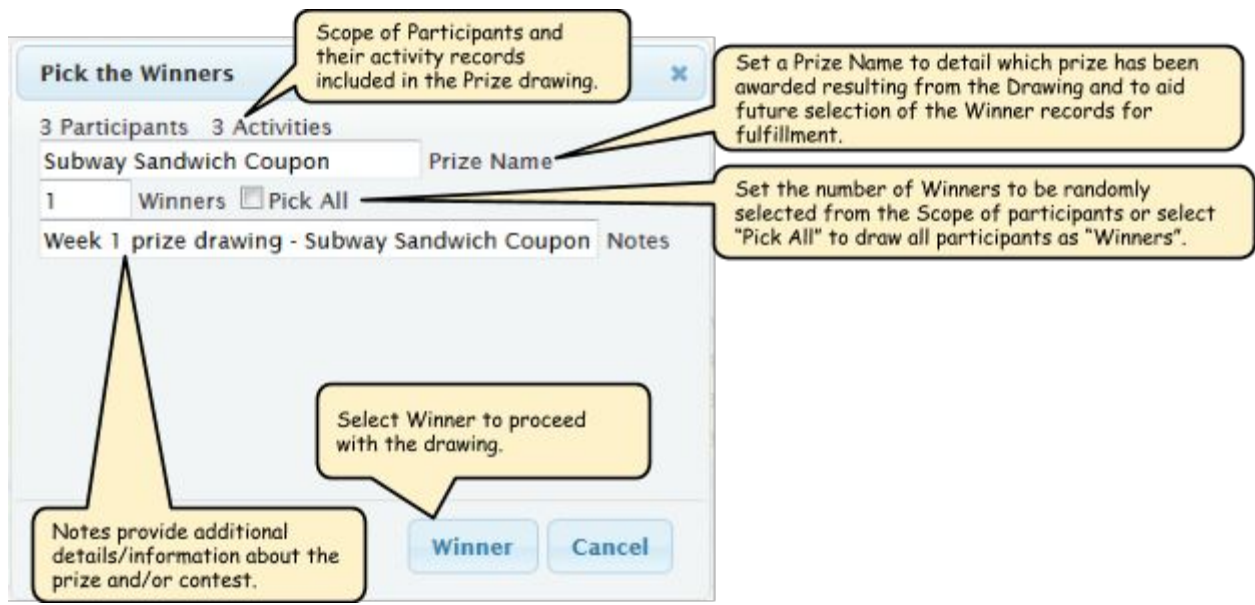 Scope of Participants and
their activity records
included in the Prize drawing.
Pick the Winners
Set a Prize Name to detail which prize has been
awarded resulting from the Drawing and to aid
future selection of the Winner records for
fulfillment.
3 Participants 3 Activities
Subway Sandwich Coupon Prize Name
1 Winners Pick All
Set the number of Winners to be randomly
selected from the Scope of participants or select
"Pick All" to draw all participants as "Winners".
Week 1 prize drawing - Subway Sandwich Coupon Notes
Select Winner to proceed
with the drawing.
Notes provide additional
details/information about the
prize and/or contest.
Winner Cancel